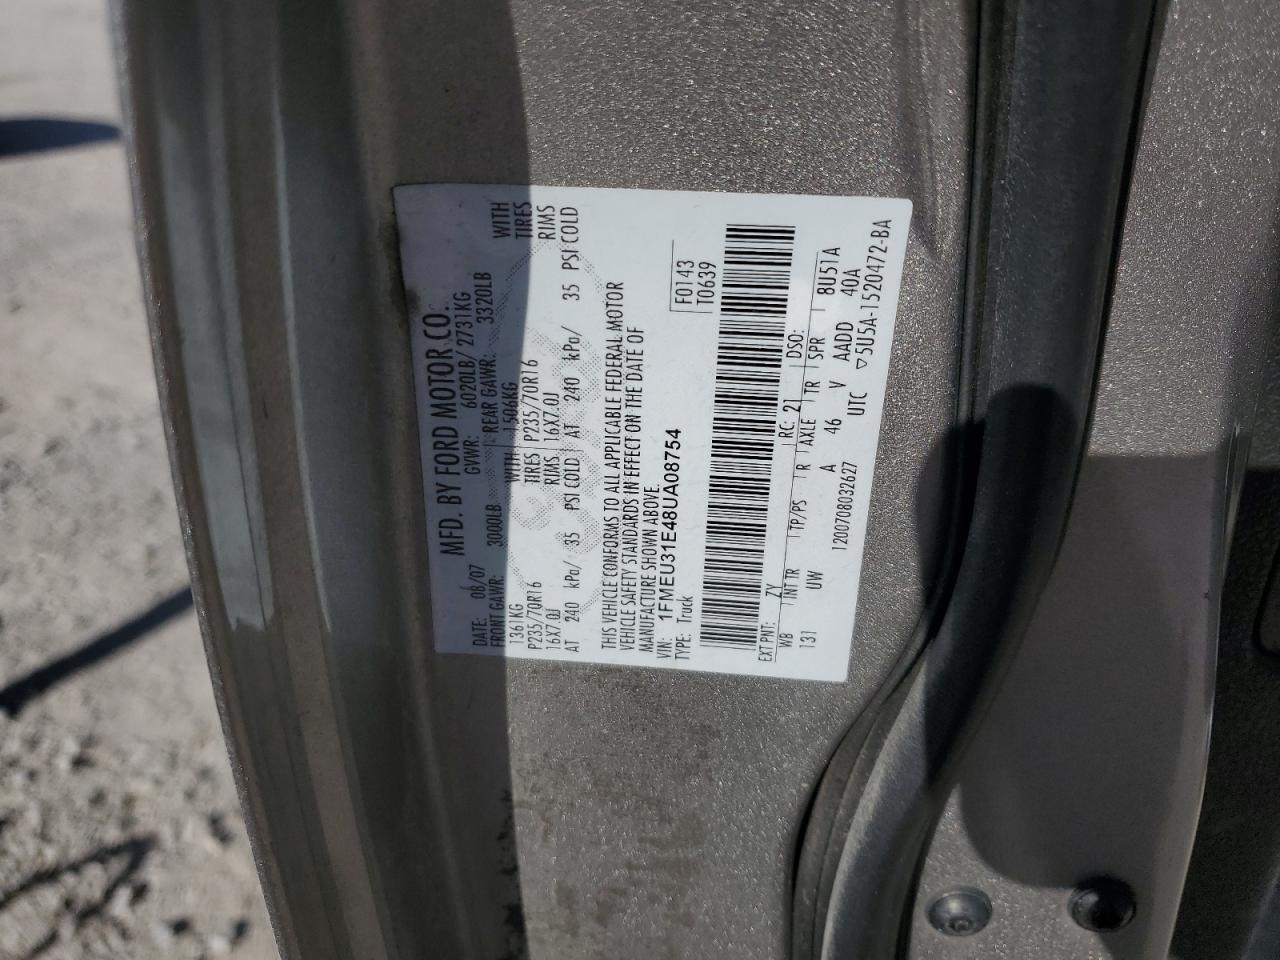 MFD. BY FORD MOTOR CO.
DATE: 08/07 GVWR: 6020LB/ 2731KG
FRONT GAWR: 3000LB REAR GAWR: 3320LB WITH
1361KG WITH 1506KG TIRES
P235/70R16 TIRES P235/70R16 RIMS
16X7.0J RIMS 16X7.0J
AT 240 kPa/ 35 PSI COLD AT 240 kPa/ 35 PSI COLD
THIS VEHICLE CONFORMS TO ALL APPLICABLE FEDERAL MOTOR
VEHICLE SAFETY STANDARDS IN EFFECT ON THE DATE OF
MANUFACTURE SHOWN ABOVE.
VIN: 1FMEU31E48UA08754
TYPE: Truck
F0143
T0639
EXT PNT: ZY RC: 21 DSO:
WB INT TR TP/PS R AXLE TR SPR 8U51A
131 UW A 46 V AADD 40A
1200708032627 UTC ▽5U5A-1520472-BA